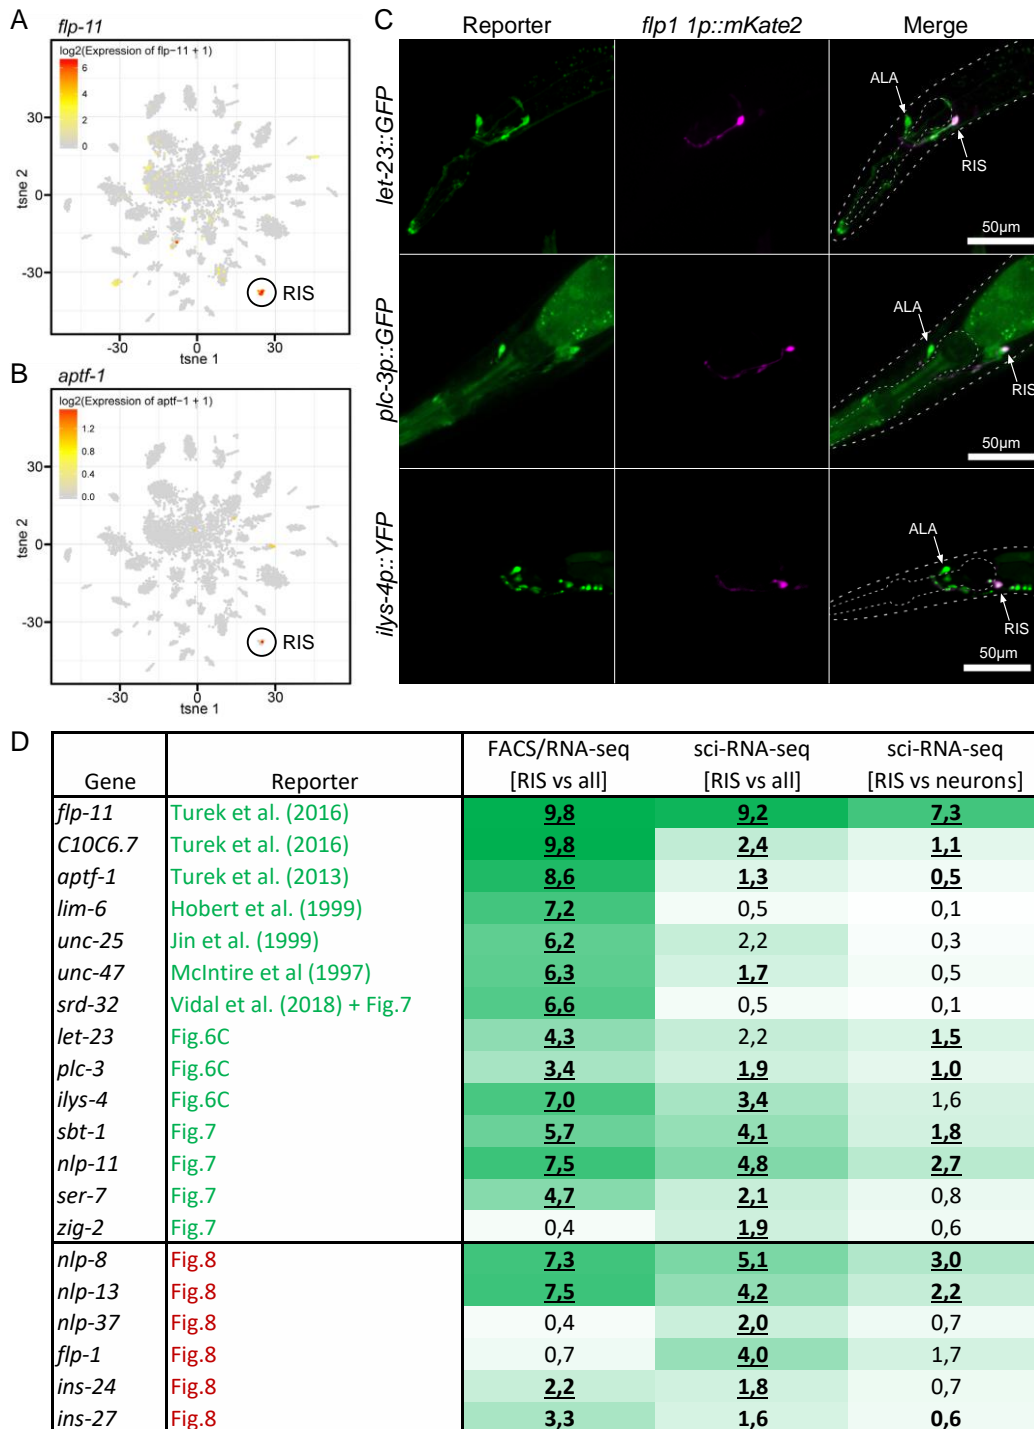 A
flp-11
log2(Expression of flp−11 + 1)
6
4
2
0
30
0
-30
tsne 2
RIS
-30
0
30
tsne 1
B
aptf-1
log2(Expression of aptf−1 + 1)
1.2
0.8
0.4
0.0
30
0
-30
tsne 2
RIS
-30
0
30
tsne 1
C
Reporter
flp1 1p::mKate2
Merge
let-23::GFP
ALA
RIS
50µm
plc-3p::GFP
ALA
RIS
50µm
ilys-4p::YFP
ALA
RIS
50µm
D
Gene Reporter FACS/RNA-seq [RIS vs all] sci-RNA-seq [RIS vs all] sci-RNA-seq [RIS vs neurons]
flp-11 Turek et al. (2016) 9,8 9,2 7,3
C10C6.7 Turek et al. (2016) 9,8 2,4 1,1
aptf-1 Turek et al. (2013) 8,6 1,3 0,5
lim-6 Hobert et al. (1999) 7,2 0,5 0,1
unc-25 Jin et al. (1999) 6,2 2,2 0,3
unc-47 McIntire et al (1997) 6,3 1,7 0,5
srd-32 Vidal et al. (2018) + Fig.7 6,6 0,5 0,1
let-23 Fig.6C 4,3 2,2 1,5
plc-3 Fig.6C 3,4 1,9 1,0
ilys-4 Fig.6C 7,0 3,4 1,6
sbt-1 Fig.7 5,7 4,1 1,8
nlp-11 Fig.7 7,5 4,8 2,7
ser-7 Fig.7 4,7 2,1 0,8
zig-2 Fig.7 0,4 1,9 0,6
nlp-8 Fig.8 7,3 5,1 3,0
nlp-13 Fig.8 7,5 4,2 2,2
nlp-37 Fig.8 0,4 2,0 0,7
flp-1 Fig.8 0,7 4,0 1,7
ins-24 Fig.8 2,2 1,8 0,7
ins-27 Fig.8 3,3 1,6 0,6